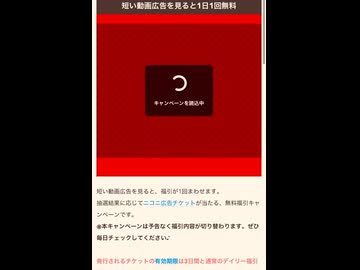 短い動画広告を見ると1日1回無料
キャンペーンを読込中
短い動画広告を見ると、福引が1回まわせます。
抽選結果に応じてニコニ広告チケットが当たる、無料福引キャ
ンペーンです。
※本キャンペーンは予告なく福引内容が切り替わります。ぜひ
毎日チェックしてください♪
発行されるチケットの有効期限は3日間と通常のデイリー福引